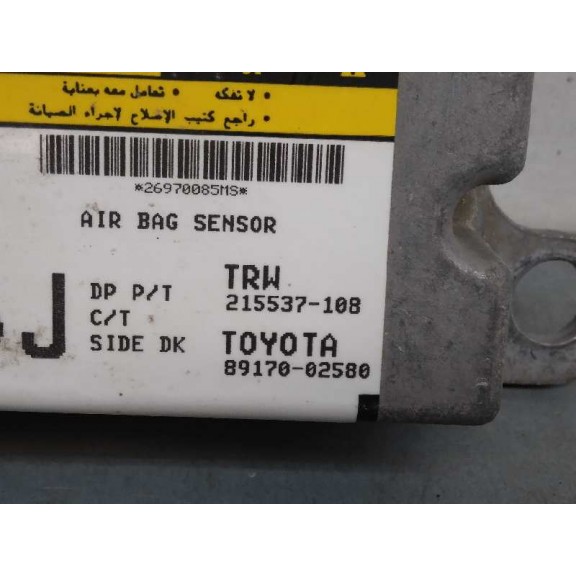 • لا تفكه • تعامل معه بعناية
• راجع كتيب الإصلاح لاجراء الصيانة
*26970085MS*
AIR BAG SENSOR
DP P/T TRW
215537-108
C/T
SIDE DK TOYOTA
89170-02580
J